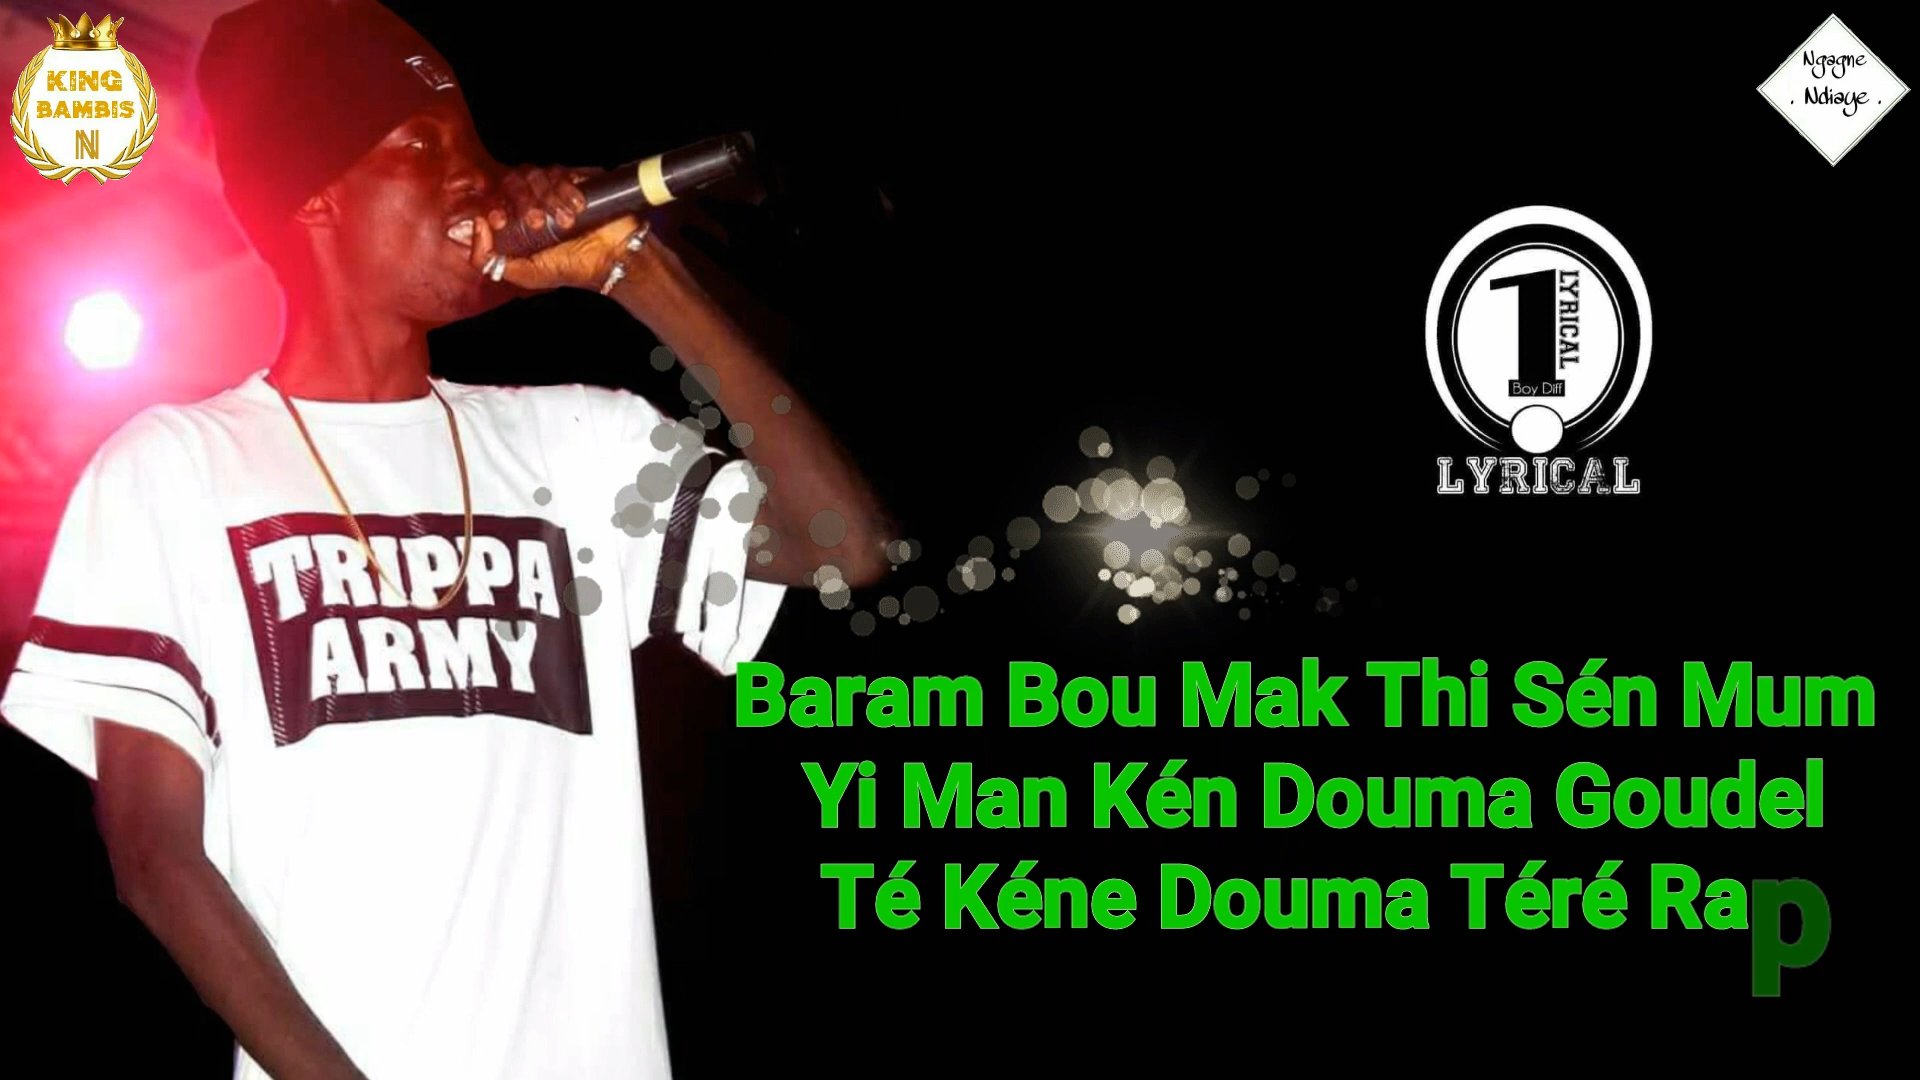 KING
BAMBIS
N
Ngagne
. Ndiaye .
1
LYRICAL
Boy Diff
LYRICAL
TRIPPA
ARMY
Baram Bou Mak Thi Sén Mum
Yi Man Kén Douma Goudel
Té Kéne Douma Téré Rap